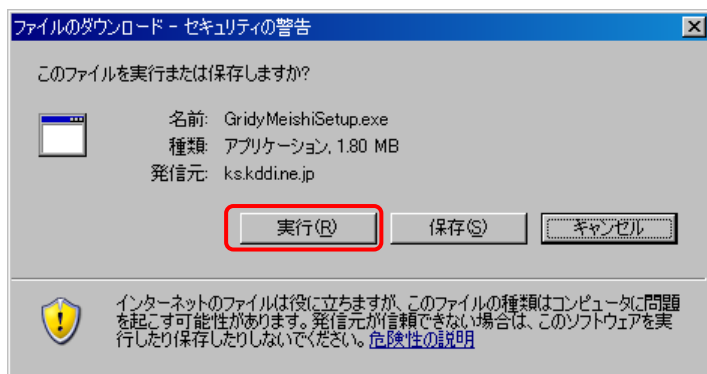 ファイルのダウンロード - セキュリティの警告
このファイルを実行または保存しますか?
名前: GridyMeishiSetup.exe
種類: アプリケーション, 1.80 MB
発信元: ks.kddi.ne.jp
実行(R) 保存(S) キャンセル
インターネットのファイルは役に立ちますが、このファイルの種類はコンピュータに問題
を起こす可能性があります。発信元が信頼できない場合は、このソフトウェアを実
行したり保存したりしないでください。危険性の説明